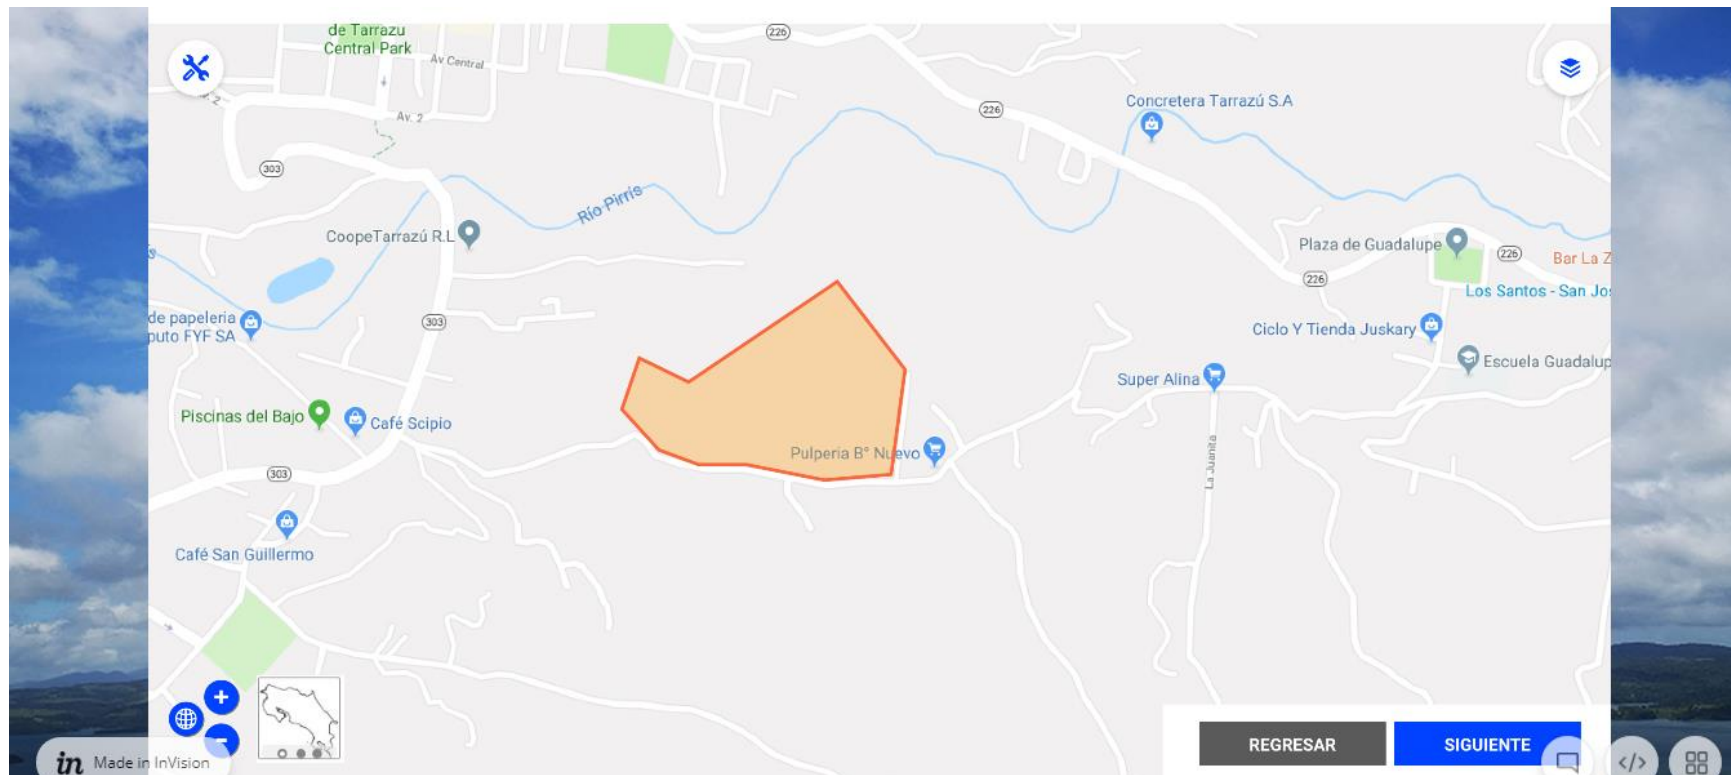 de Tarrazu
Central Park
Av Central
226
Av. 2
226
Concretera Tarrazú S.A
303
Río Pirrís
CoopeTarrazú R.L
Plaza de Guadalupe
226
Bar La Z
226
Los Santos - San Jos
de papeleria
puto FYF SA
303
Ciclo Y Tienda Juskary
Escuela Guadalup
Super Alina
Piscinas del Bajo
Café Scipio
Pulperia B° Nuevo
La Juanita
303
Café San Guillermo
+
-
REGRESAR
SIGUIENTE
in Made in InVision